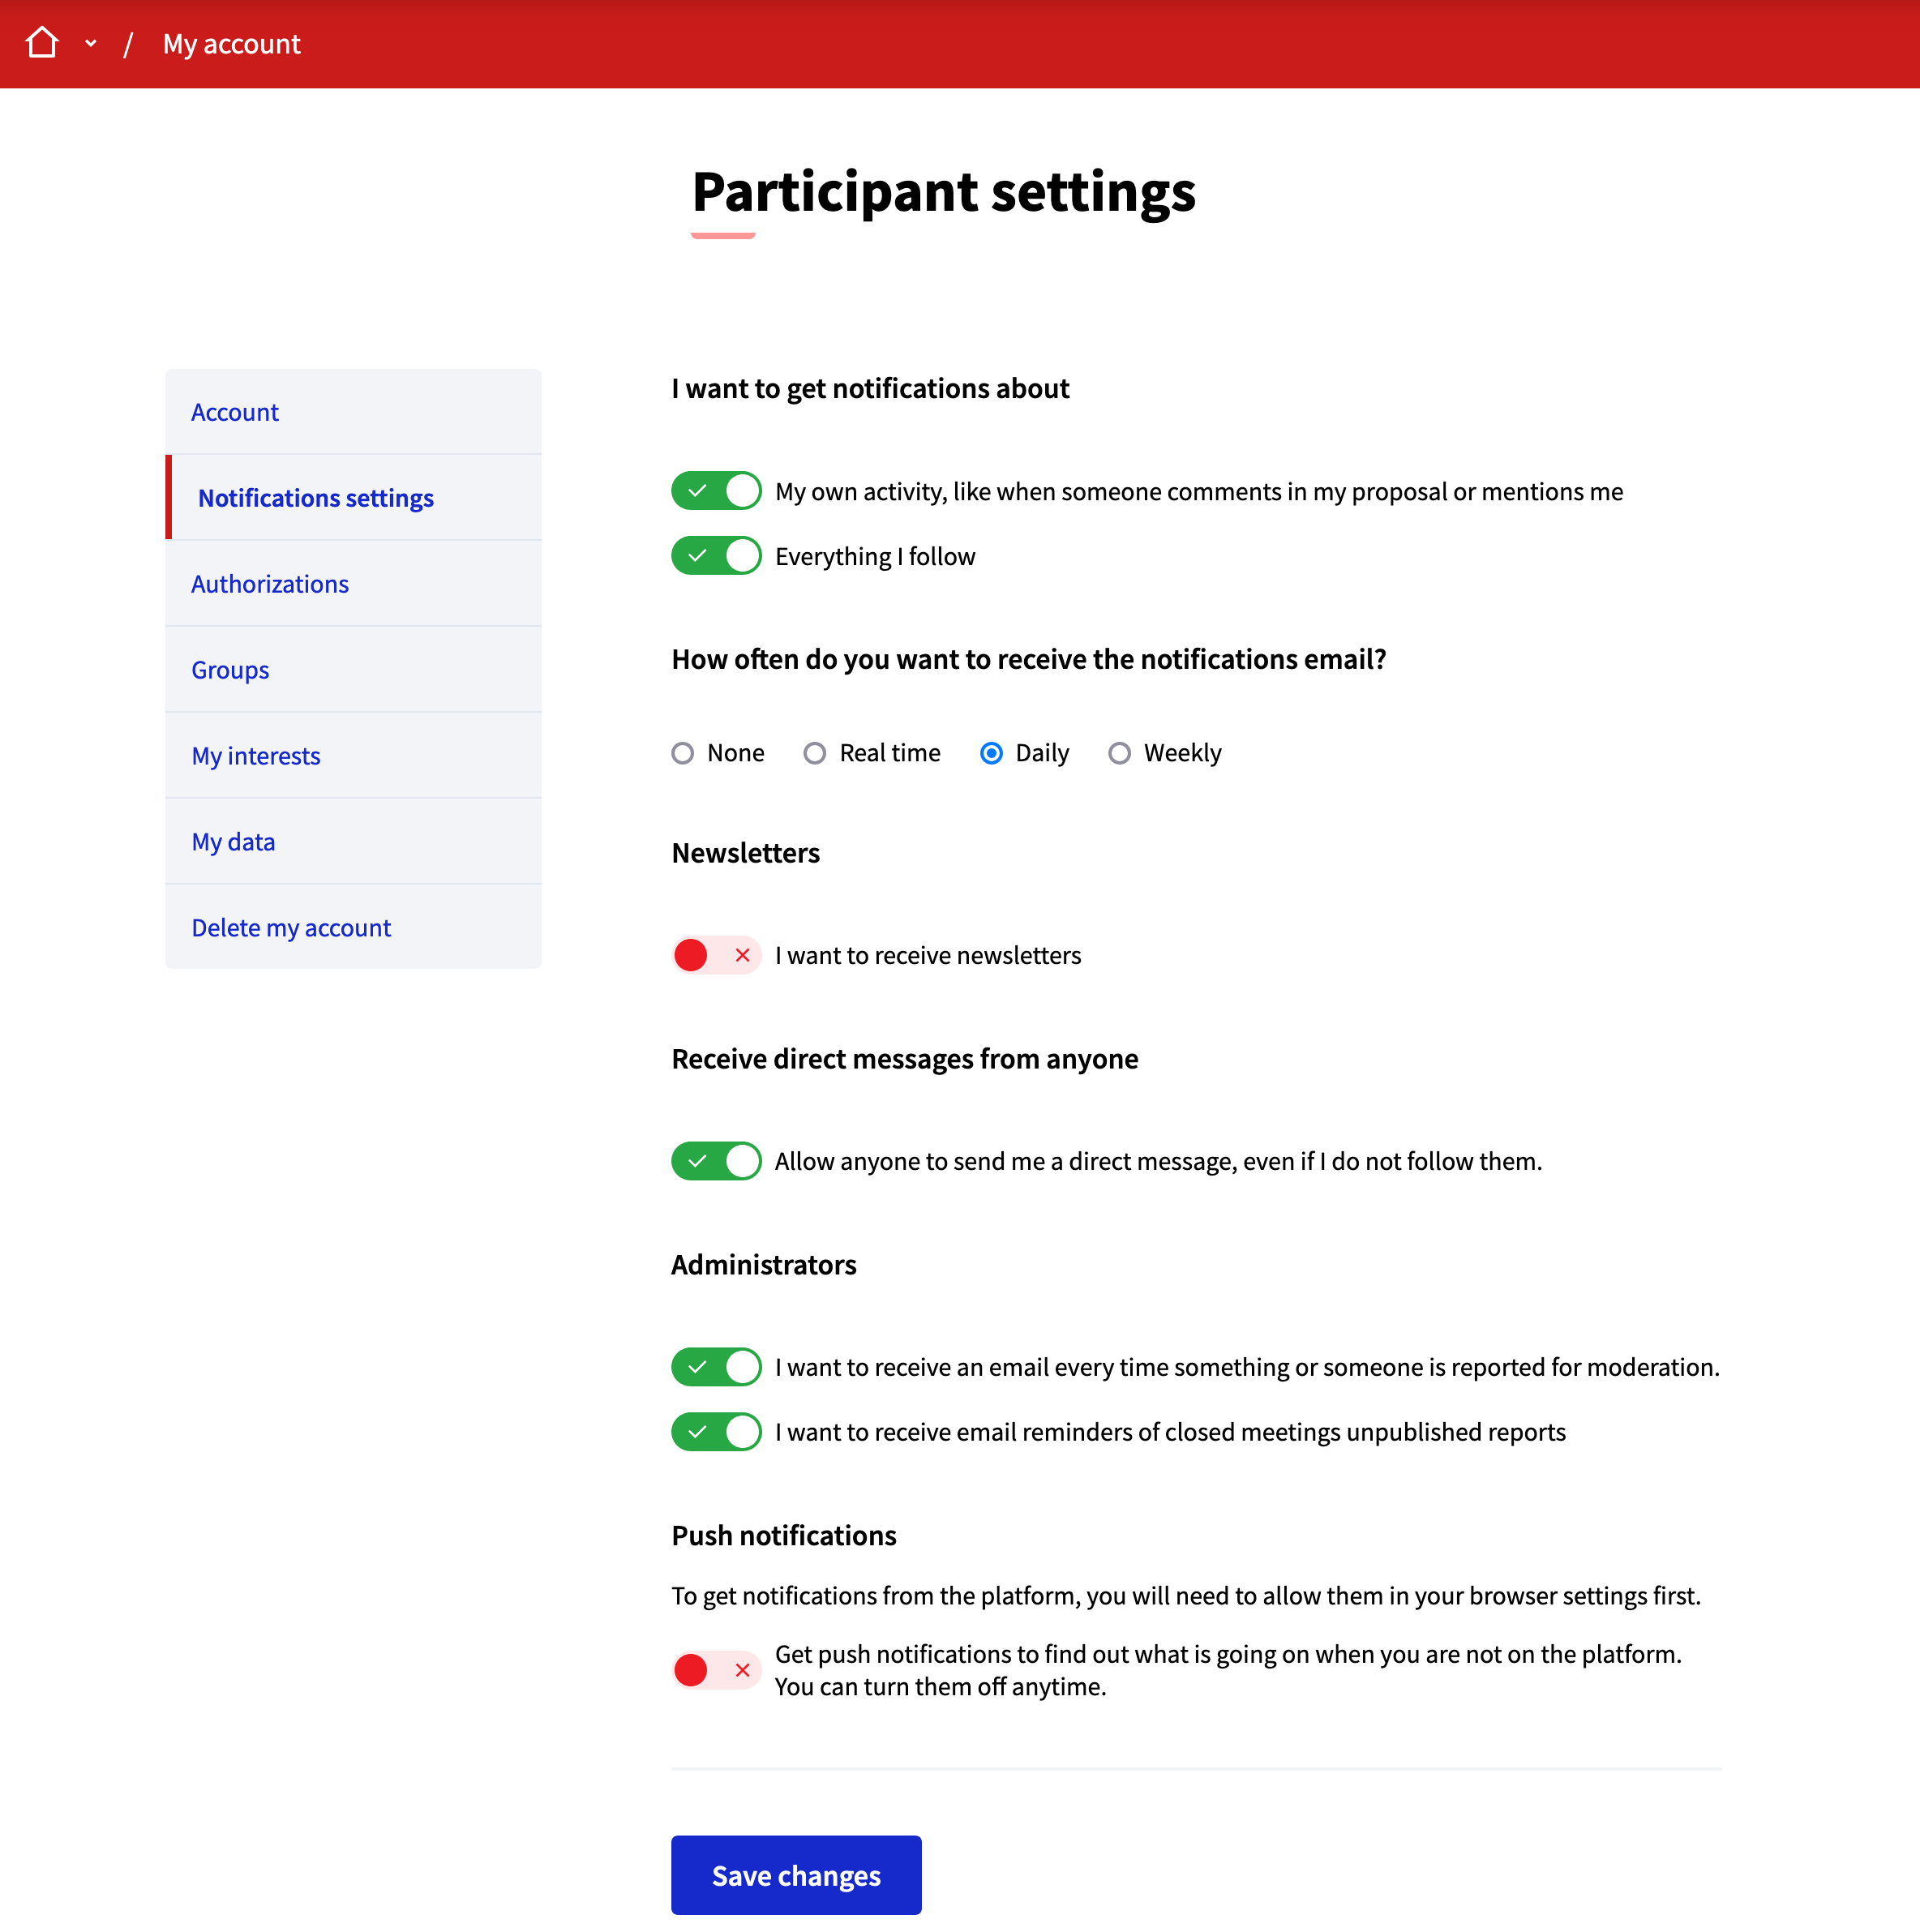 / My account
Participant settings
Account
Notifications settings
Authorizations
Groups
My interests
My data
Delete my account
I want to get notifications about
My own activity, like when someone comments in my proposal or mentions me
Everything I follow
How often do you want to receive the notifications email?
None Real time Daily Weekly
Newsletters
I want to receive newsletters
Receive direct messages from anyone
Allow anyone to send me a direct message, even if I do not follow them.
Administrators
I want to receive an email every time something or someone is reported for moderation.
I want to receive email reminders of closed meetings unpublished reports
Push notifications
To get notifications from the platform, you will need to allow them in your browser settings first.
Get push notifications to find out what is going on when you are not on the platform.
You can turn them off anytime.
Save changes